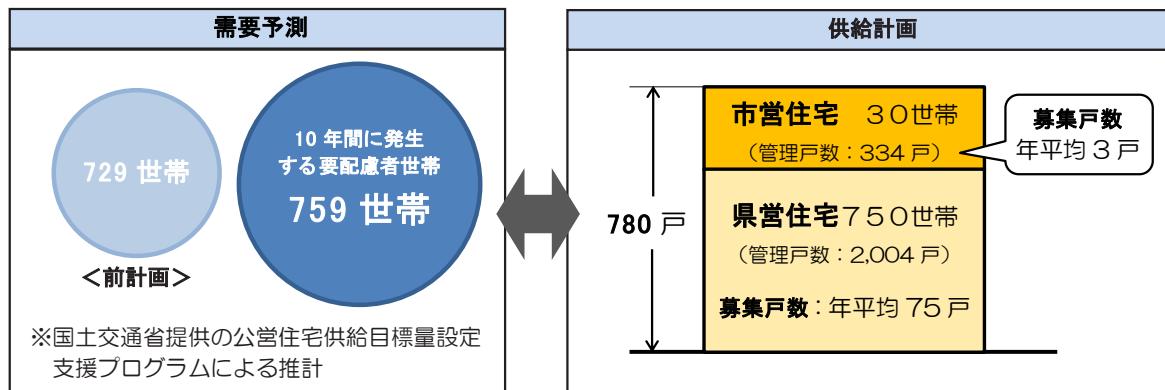 需要予測
729 世帯
＜前計画＞
10 年間に発生
する要配慮者世帯
759 世帯
※国土交通省提供の公営住宅供給目標量設定
支援プログラムによる推計
供給計画
780 戸
市営住宅　３０世帯
（管理戸数：334 戸）
募集戸数
年平均 3 戸
県営住宅７５０世帯
（管理戸数：2,004 戸）
募集戸数：年平均 75 戸